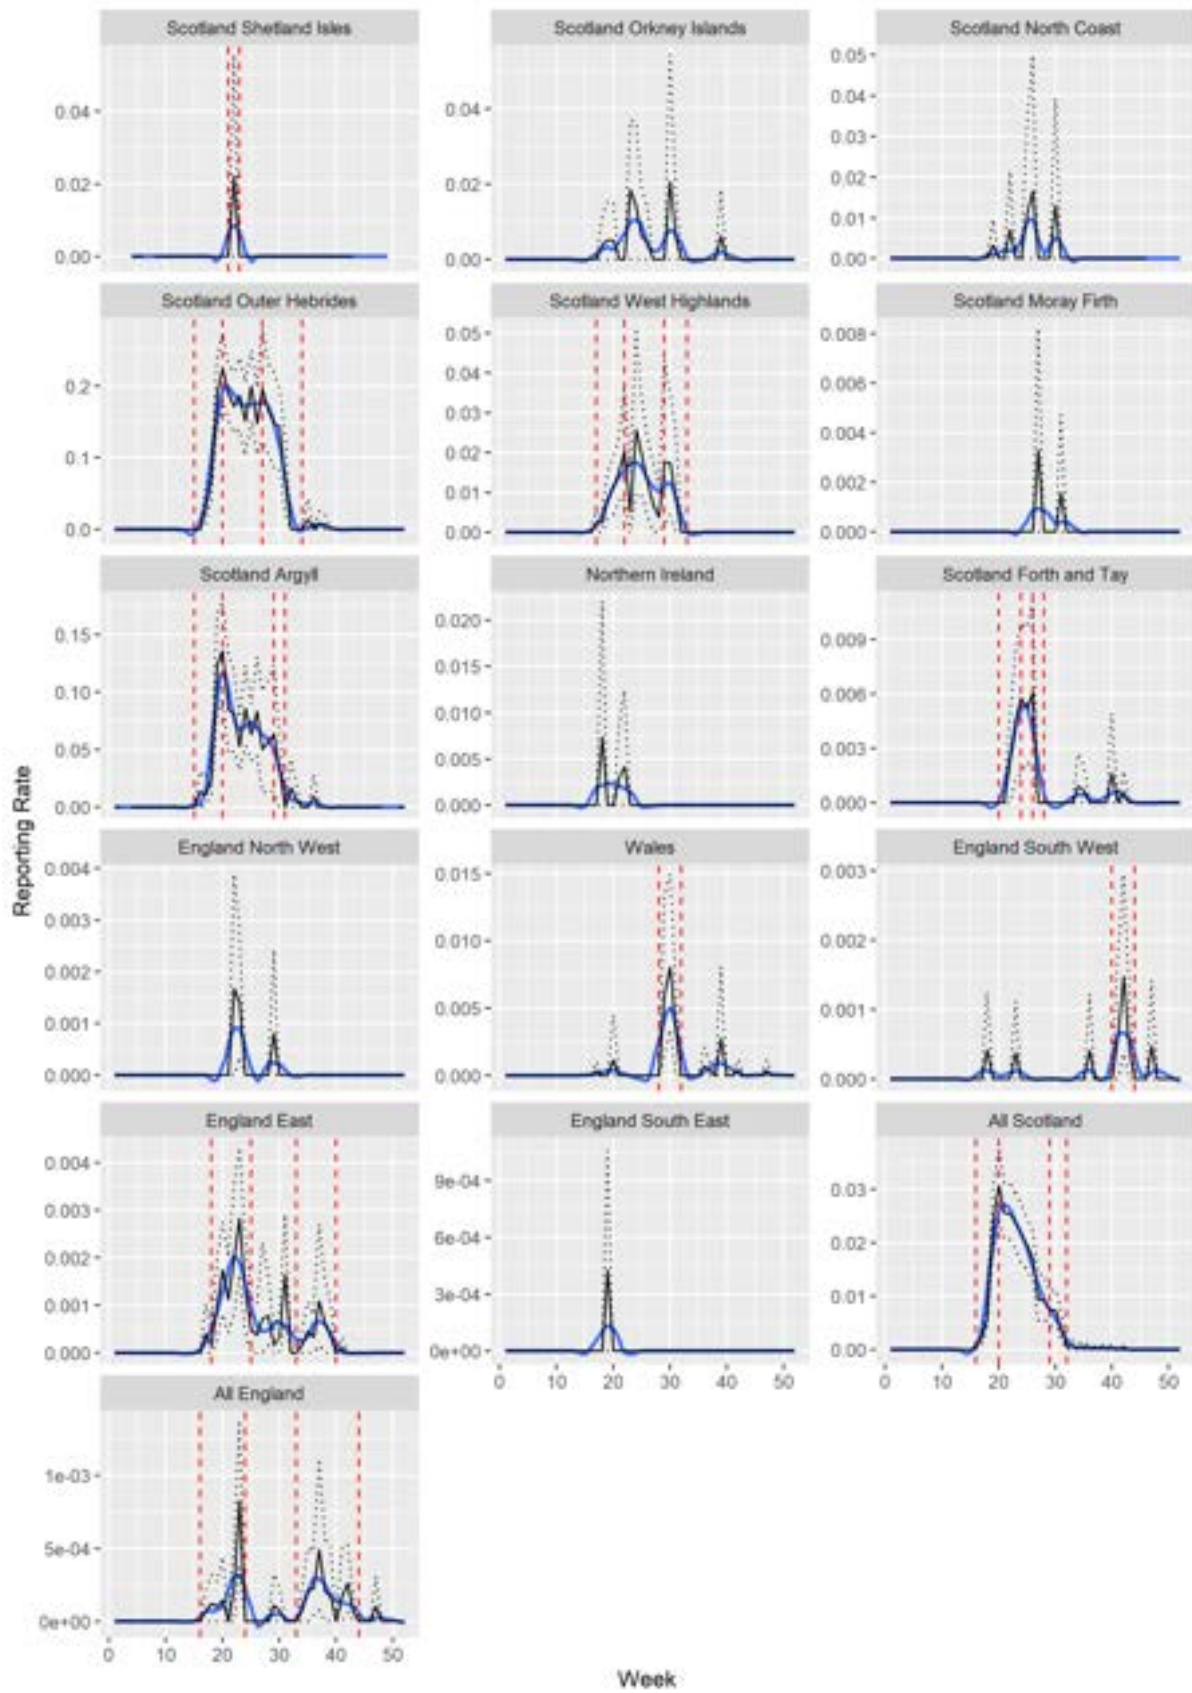 Scotland Shetland Isles
Scotland Orkney Islands
Scotland North Coast
0.04
0.02
0.00
0.04
0.02
0.00
0.05
0.04
0.03
0.02
0.01
0.00
Scotland Outer Hebrides
Scotland West Highlands
Scotland Moray Firth
0.2
0.1
0.0
0.05
0.04
0.03
0.02
0.01
0.00
0.008
0.006
0.004
0.002
0.000
Scotland Argyll
Northern Ireland
Scotland Forth and Tay
0.15
0.10
0.05
0.00
0.020
0.015
0.010
0.005
0.000
0.009
0.006
0.003
0.000
England North West
Wales
England South West
0.004
0.003
0.002
0.001
0.000
0.015
0.010
0.005
0.000
0.003
0.002
0.001
0.000
England East
England South East
All Scotland
0.004
0.003
0.002
0.001
0.000
9e-04
6e-04
3e-04
0e+00
0.03
0.02
0.01
0.00
0 10 20 30 40 50
0 10 20 30 40 50
All England
1e-03
5e-04
0e+00
0 10 20 30 40 50
Reporting Rate
Week